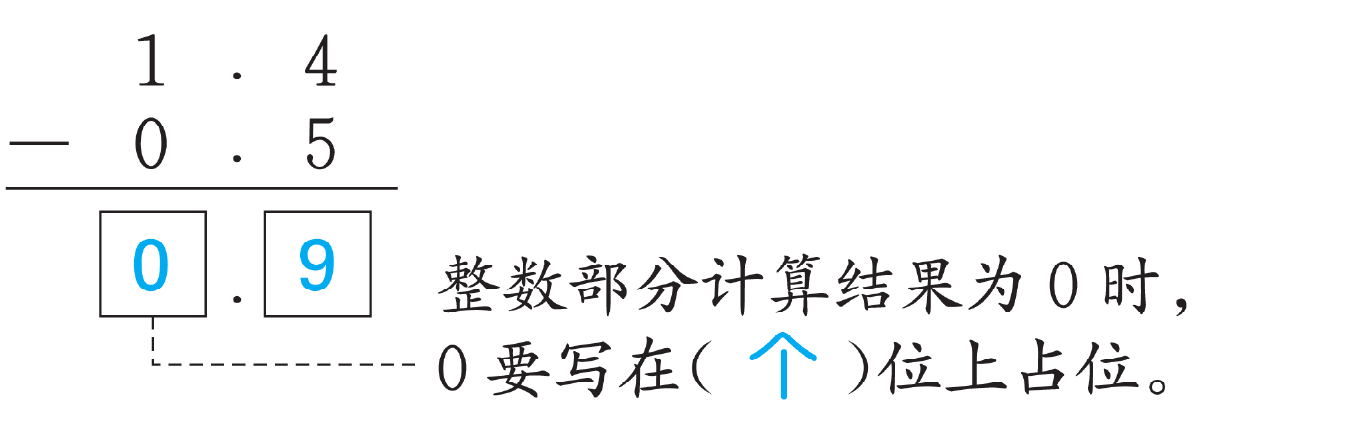 1 . 4
－ 0 . 5
0 . 9
整数部分计算结果为 0 时，
0 要写在( 个 )位上占位。